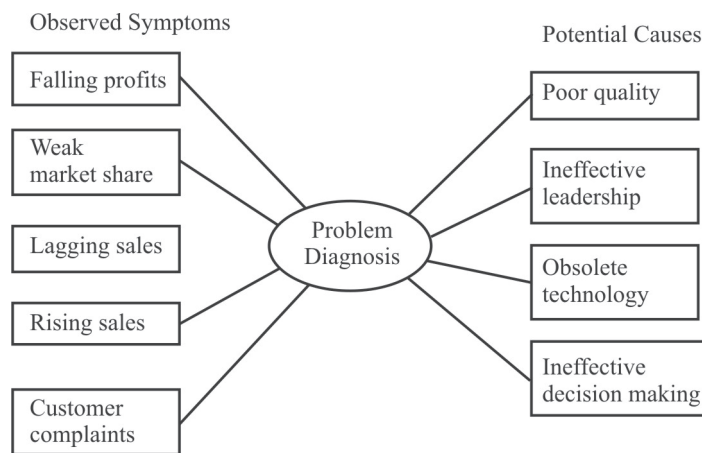 Observed Symptoms
Falling profits
Weak
market share
Lagging sales
Rising sales
Customer
complaints
Problem
Diagnosis
Potential Causes
Poor quality
Ineffective
leadership
Obsolete
technology
Ineffective
decision making